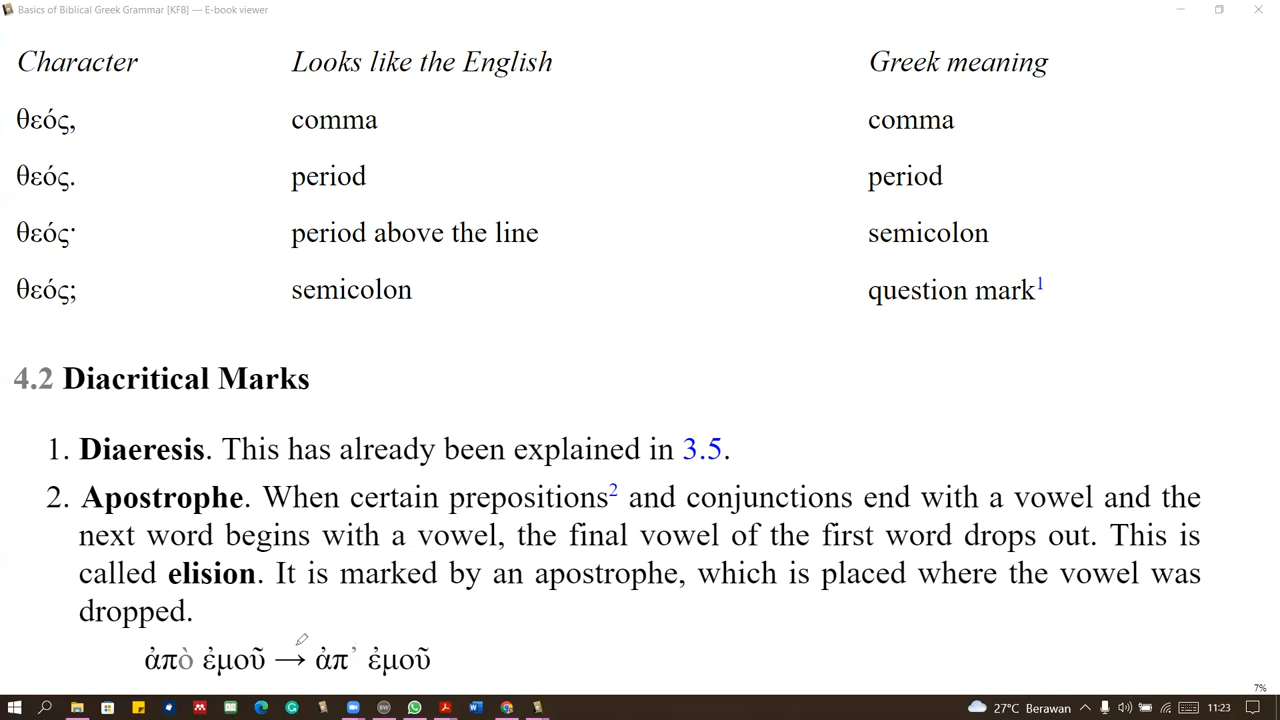 Basics of Biblical Greek Grammar [KF8] — E-book viewer
Character Looks like the English Greek meaning
θεός, comma comma
θεός. period period
θεός· period above the line semicolon
θεός; semicolon question mark1
4.2 Diacritical Marks
1. Diaeresis. This has already been explained in 3.5.
2. Apostrophe. When certain prepositions2 and conjunctions end with a vowel and the
next word begins with a vowel, the final vowel of the first word drops out. This is
called elision. It is marked by an apostrophe, which is placed where the vowel was
dropped.
ἀπὸ ἐμοῦ → ἀπ’ ἐμοῦ
7%
27°C Berawan 11:23